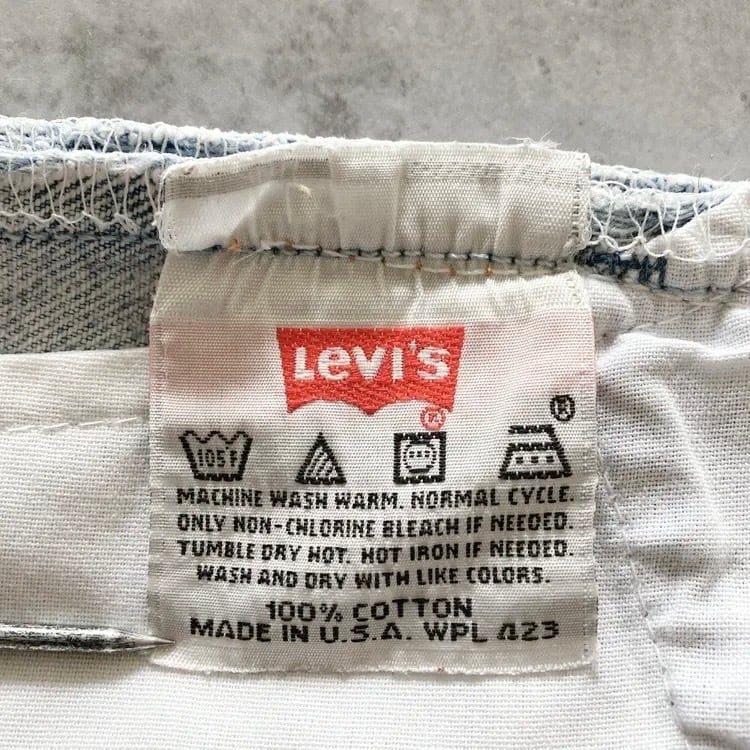 Levi's
®
®
105°F
MACHINE WASH WARM. NORMAL CYCLE.
ONLY NON-CHLORINE BLEACH IF NEEDED.
TUMBLE DRY HOT. HOT IRON IF NEEDED.
WASH AND DRY WITH LIKE COLORS.
100% COTTON
MADE IN U.S.A. WPL 423